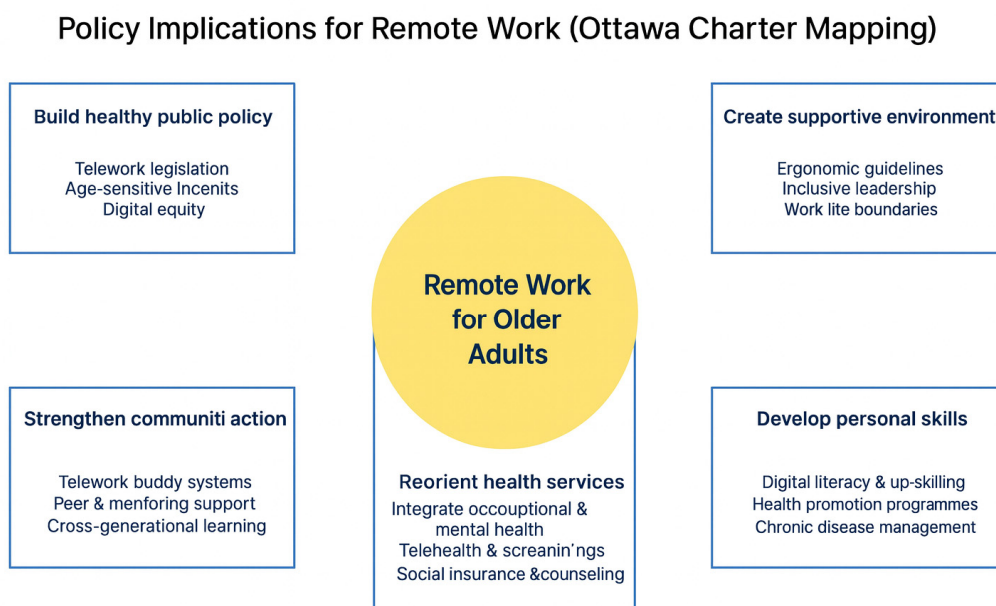 Policy Implications for Remote Work (Ottawa Charter Mapping)
Build healthy public policy
Telework legislation
Age-sensitive Incenits
Digital equity
Create supportive environment
Ergonomic guidelines
Inclusive leadership
Work lite boundaries
Remote Work
for Older
Adults
Strengthen communiti action
Telework buddy systems
Peer & menforing support
Cross-generational learning
Reorient health services
Integrate occouptional &
mental health
Telehealth & screanin'ngs
Social insurance &counseling
Develop personal skills
Digital literacy & up-skilling
Health promotion programmes
Chronic disease management